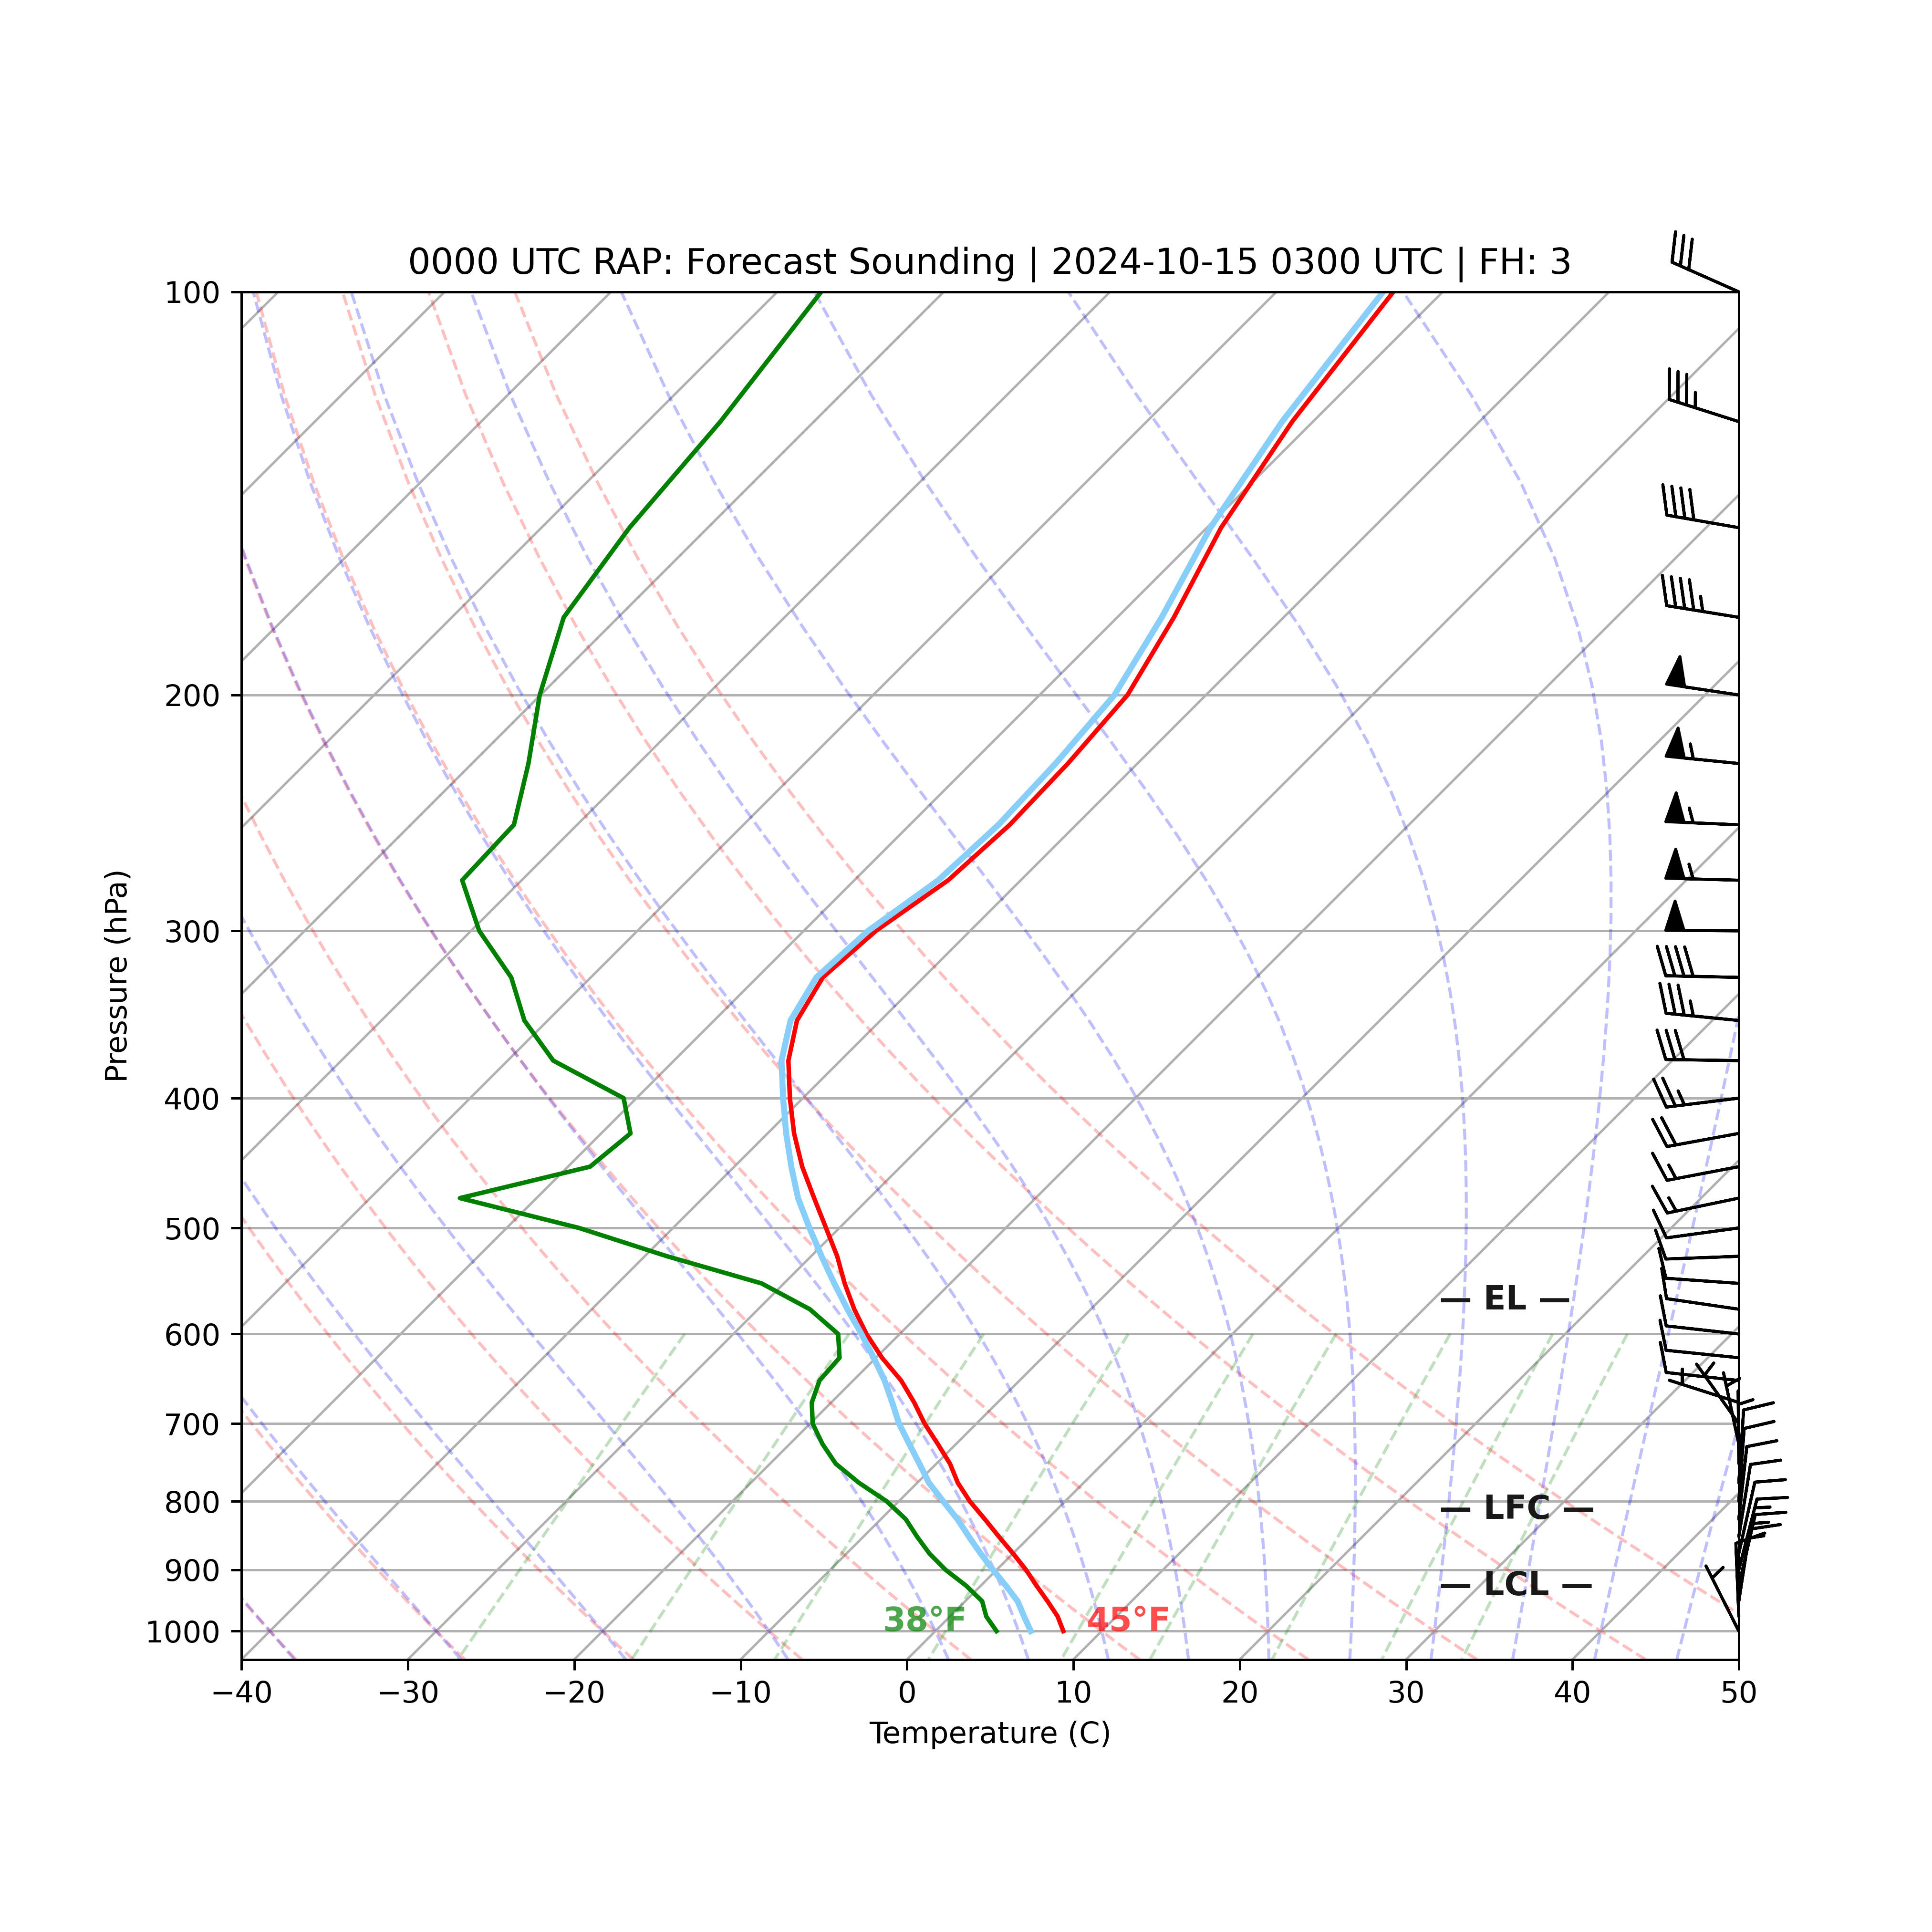 0000 UTC RAP: Forecast Sounding | 2024-10-15 0300 UTC | FH: 3
100
200
300
400
500
600
700
800
900
1000
Pressure (hPa)
— EL —
— LFC —
— LCL —
38°F 45°F
−40 −30 −20 −10 0 10 20 30 40 50
Temperature (C)